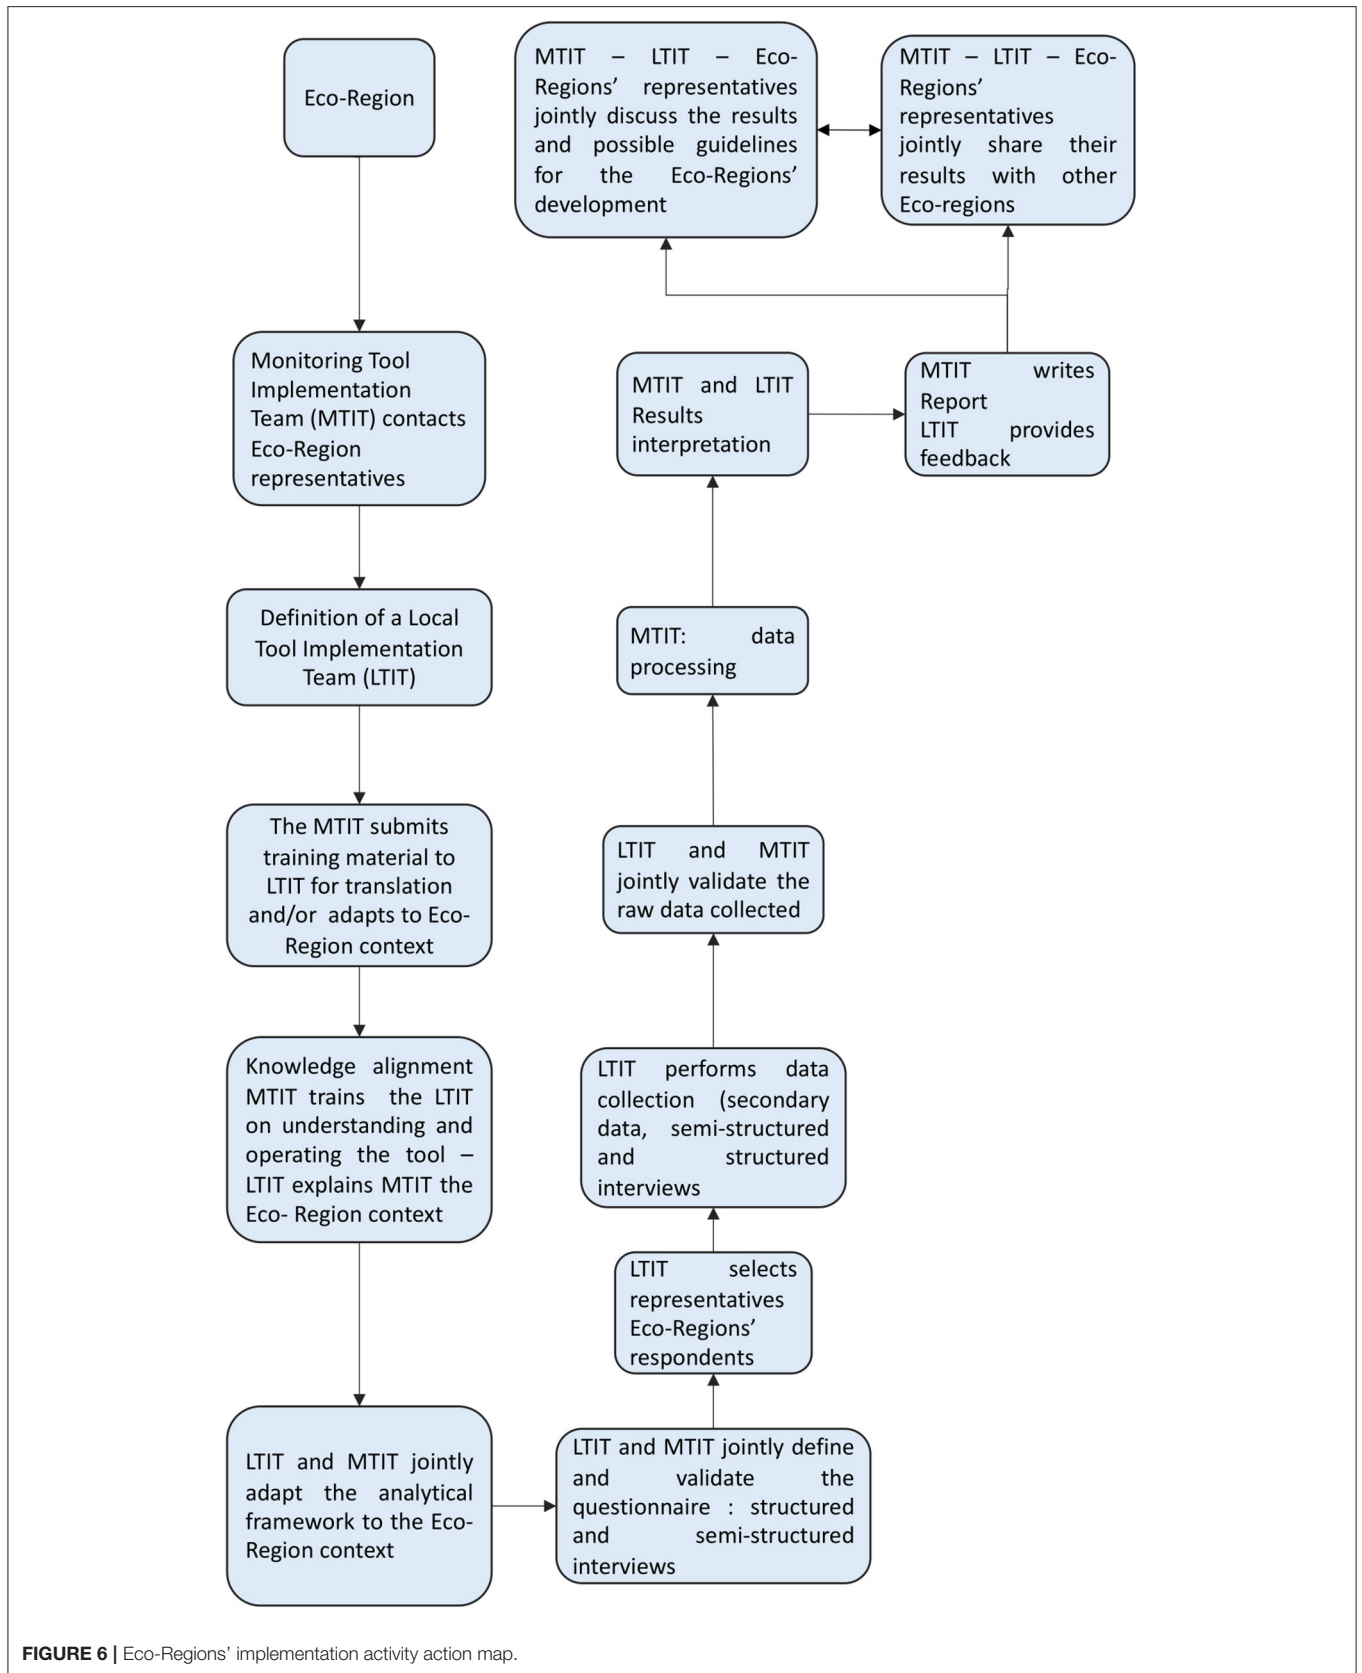 Eco-Region
Monitoring Tool
Implementation
Team (MTIT) contacts
Eco-Region
representatives
Definition of a Local
Tool Implementation
Team (LTIT)
The MTIT submits
training material to
LTIT for translation
and/or adapts to Eco-
Region context
Knowledge alignment
MTIT trains the LTIT
on understanding and
operating the tool –
LTIT explains MTIT the
Eco- Region context
LTIT and MTIT jointly
adapt the analytical
framework to the Eco-
Region context
LTIT and MTIT jointly define
and validate the
questionnaire : structured
and semi-structured
interviews
LTIT selects
representatives
Eco-Regions’
respondents
LTIT performs data
collection (secondary
data, semi-structured
and structured
interviews
LTIT and MTIT
jointly validate the
raw data collected
MTIT: data
processing
MTIT and LTIT
Results
interpretation
MTIT writes
Report
LTIT provides
feedback
MTIT – LTIT – Eco-
Regions’ representatives
jointly discuss the results
and possible guidelines
for the Eco-Regions’
development
MTIT – LTIT – Eco-
Regions’
representatives
jointly share their
results with other
Eco-regions
FIGURE 6 | Eco-Regions’ implementation activity action map.